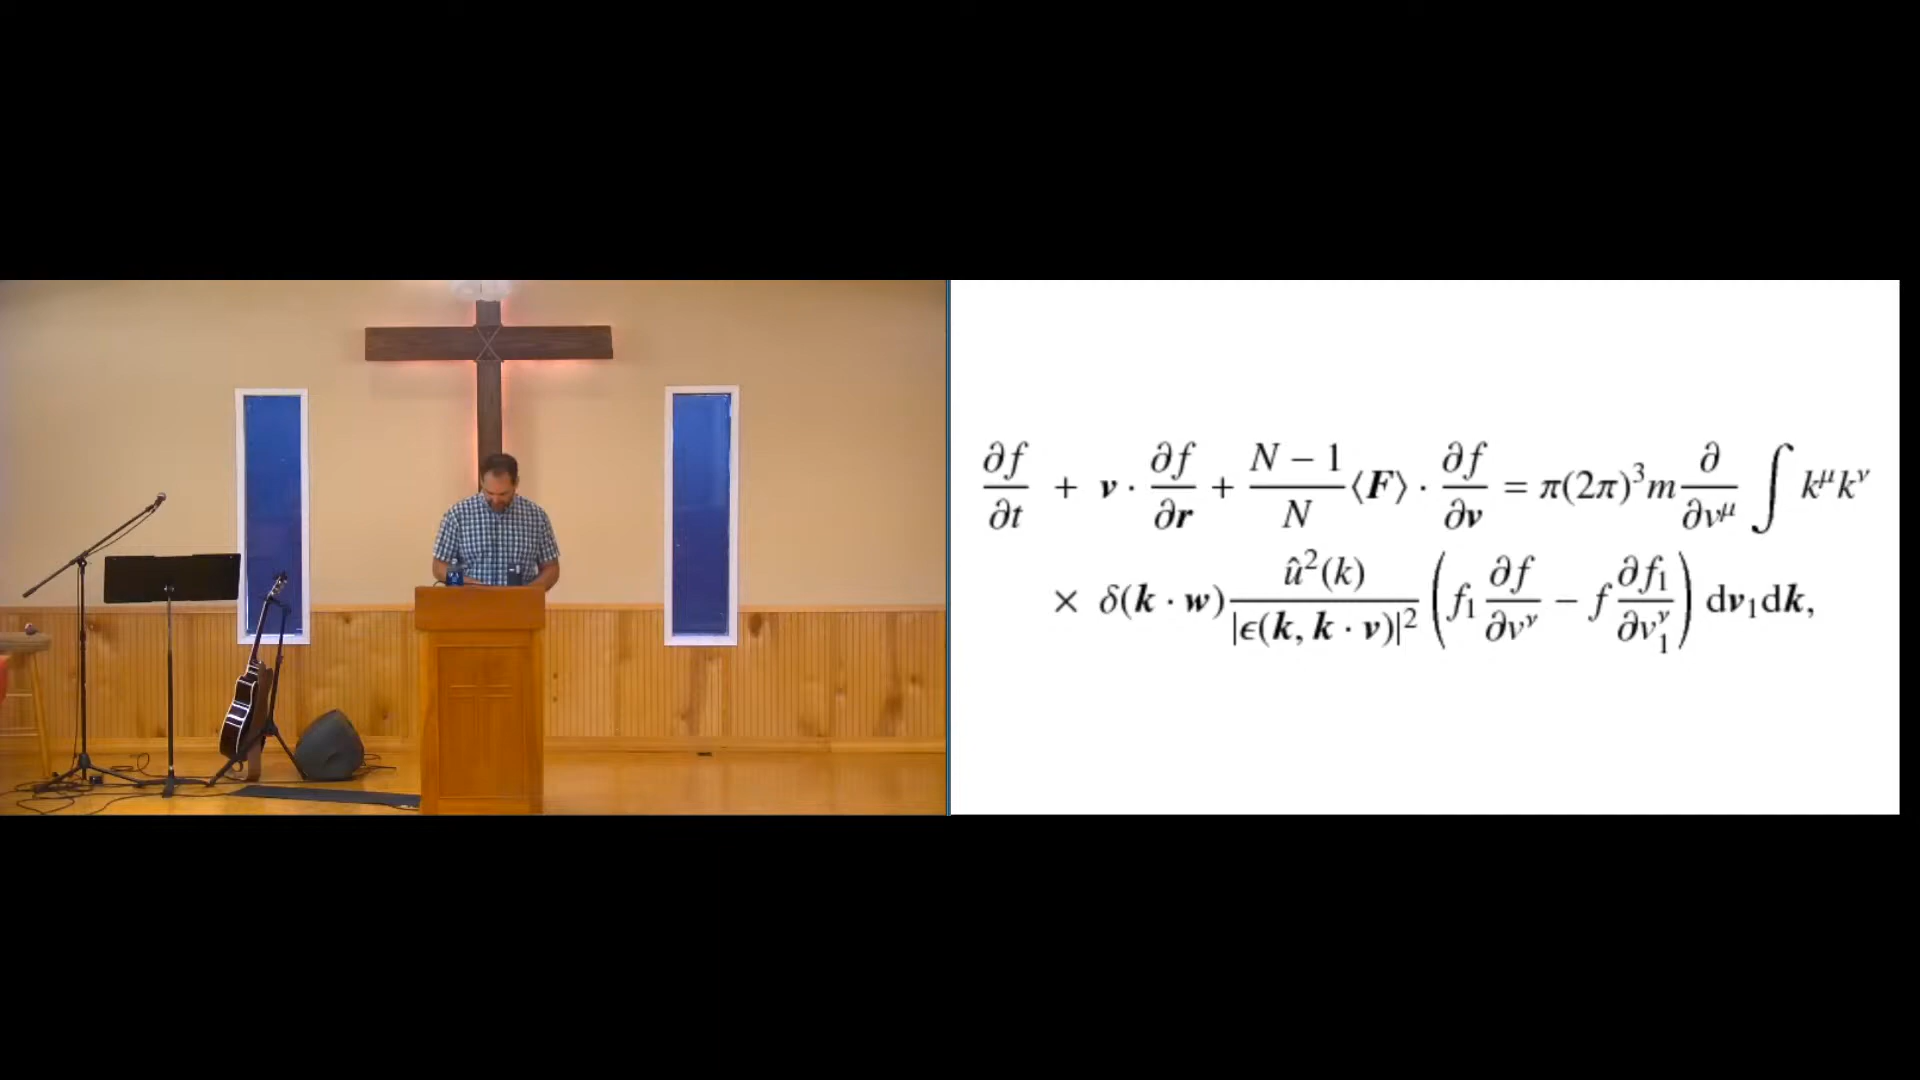 ∂f/∂t + v · ∂f/∂r + (N − 1)/N ⟨F⟩ · ∂f/∂v = π(2π)³m ∂/∂v^μ ∫ k^μ k^ν
× δ(k · w) û²(k)/|ϵ(k, k · v)|² (f₁ ∂f/∂v^ν − f ∂f₁/∂v₁^ν) dv₁dk,